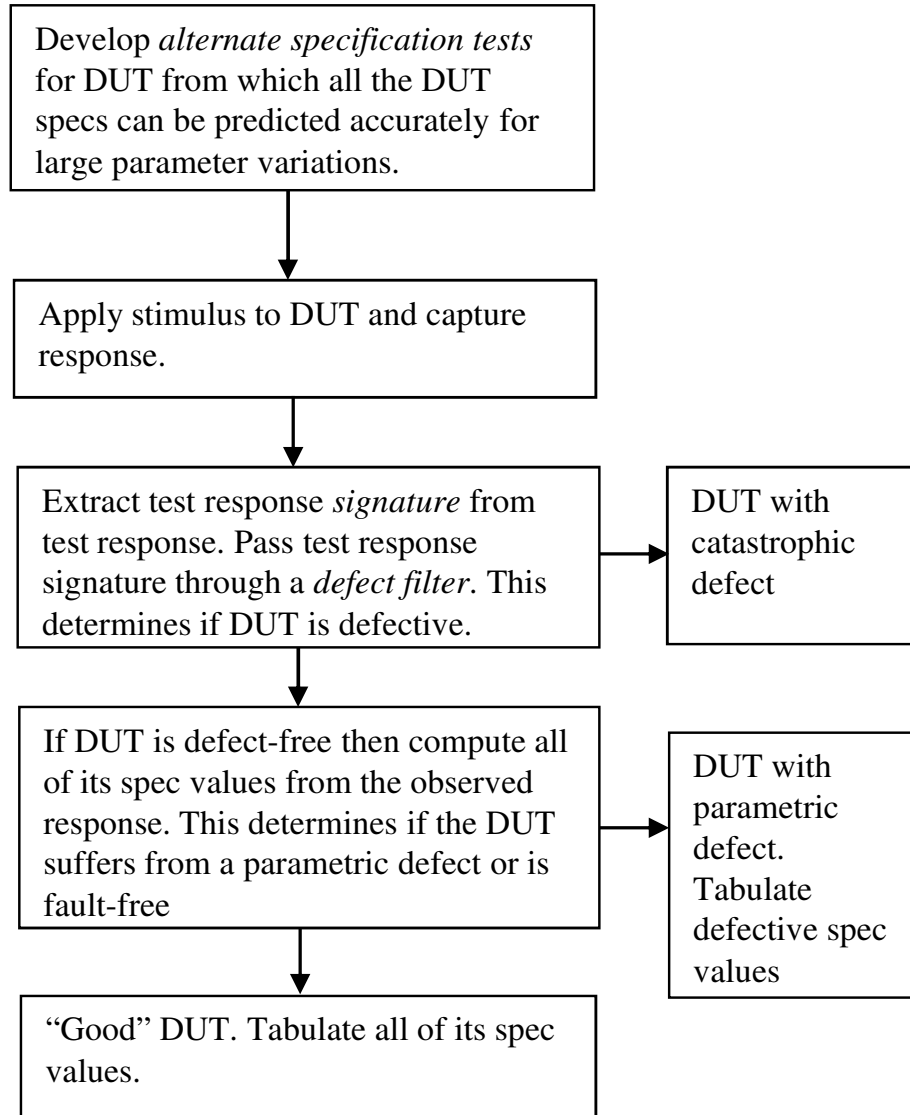 Develop alternate specification tests
for DUT from which all the DUT
specs can be predicted accurately for
large parameter variations.
Apply stimulus to DUT and capture
response.
Extract test response signature from
test response. Pass test response
signature through a defect filter. This
determines if DUT is defective.
DUT with
catastrophic
defect
If DUT is defect-free then compute all
of its spec values from the observed
response. This determines if the DUT
suffers from a parametric defect or is
fault-free
DUT with
parametric
defect.
Tabulate
defective spec
values
“Good” DUT. Tabulate all of its spec
values.